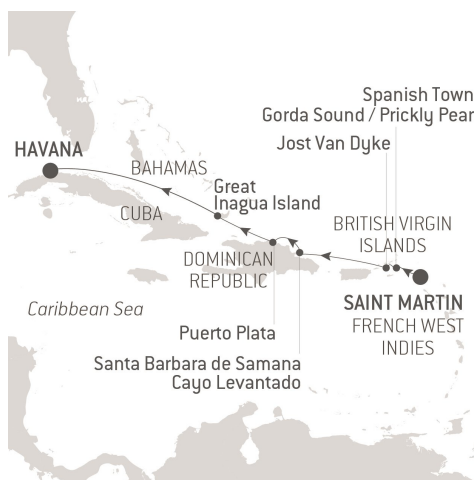 Spanish Town
Gorda Sound / Prickly Pear
Jost Van Dyke
HAVANA
BAHAMAS
Great
Inagua Island
CUBA
BRITISH VIRGIN
ISLANDS
DOMINICAN
REPUBLIC
SAINT MARTIN
FRENCH WEST
INDIES
Caribbean Sea
Puerto Plata
Santa Barbara de Samana
Cayo Levantado